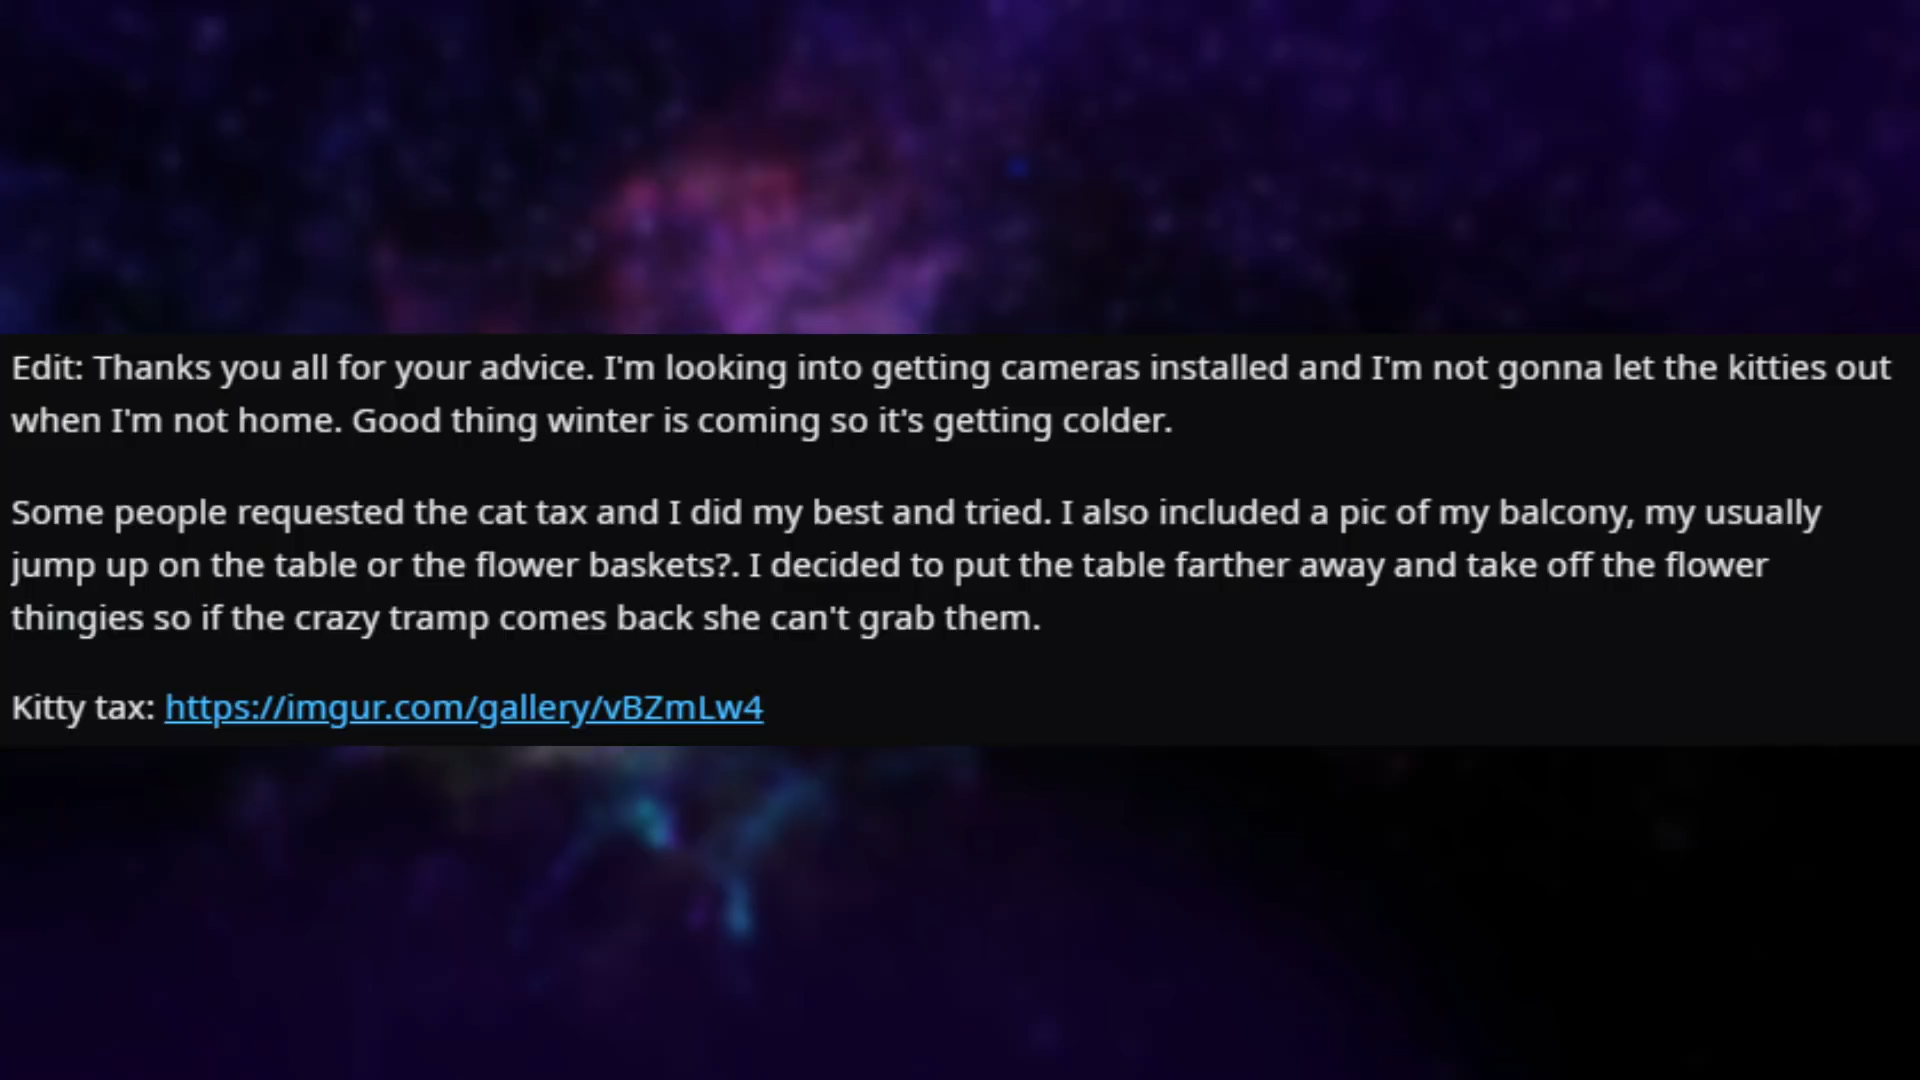 Edit: Thanks you all for your advice. I'm looking into getting cameras installed and I'm not gonna let the kitties out
when I'm not home. Good thing winter is coming so it's getting colder.
Some people requested the cat tax and I did my best and tried. I also included a pic of my balcony, my usually
jump up on the table or the flower baskets?. I decided to put the table farther away and take off the flower
thingies so if the crazy tramp comes back she can't grab them.
Kitty tax: https://imgur.com/gallery/vBZmLw4